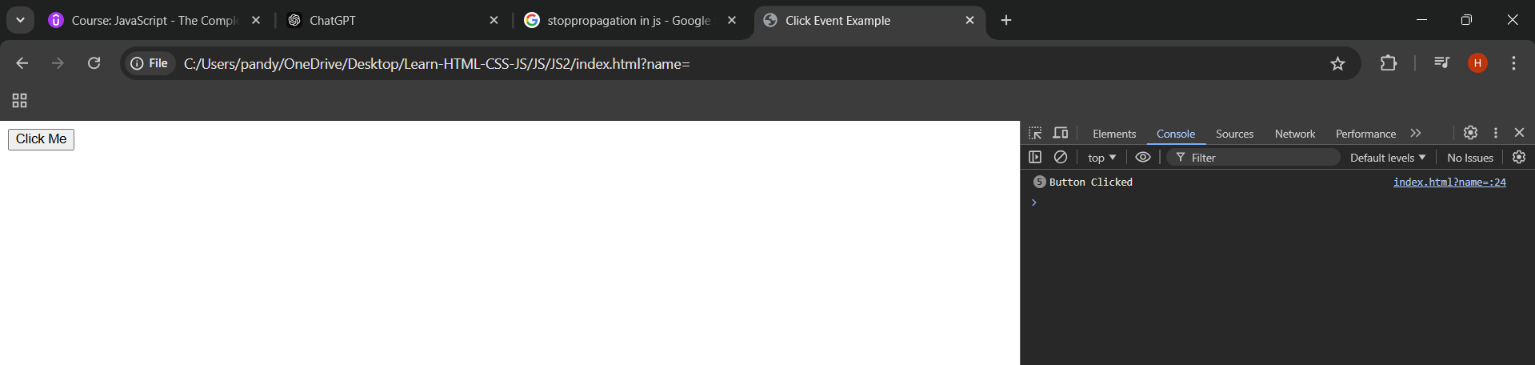 Course: JavaScript - The Comple
ChatGPT
stoppropagation in js - Google
Click Event Example
File C:/Users/pandy/OneDrive/Desktop/Learn-HTML-CSS-JS/JS/JS2/index.html?name=
H
Click Me
Elements Console Sources Network Performance
top Filter Default levels No Issues
5 Button Clicked index.html?name=:24